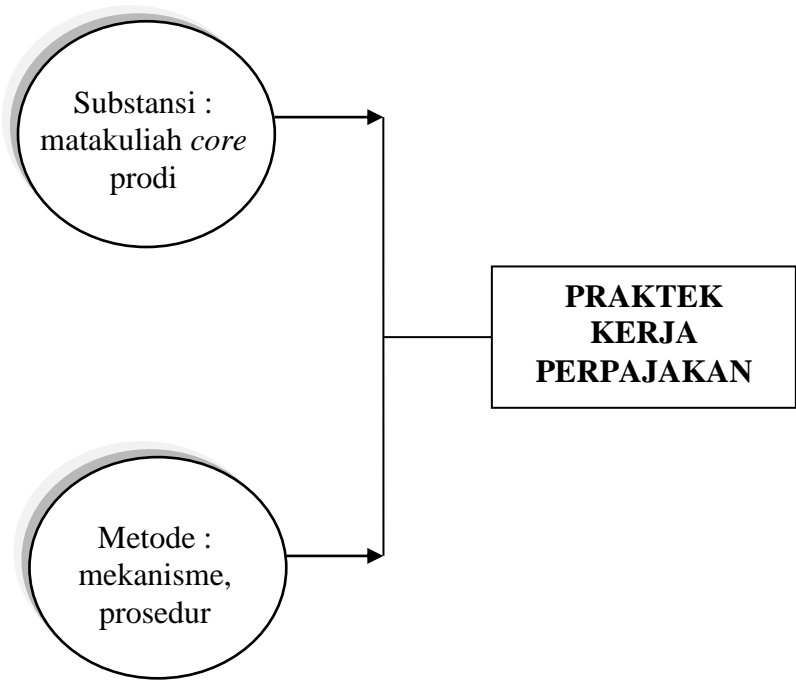 Substansi :
matakuliah core
prodi
PRAKTEK
KERJA
PERPAJAKAN
Metode :
mekanisme,
prosedur